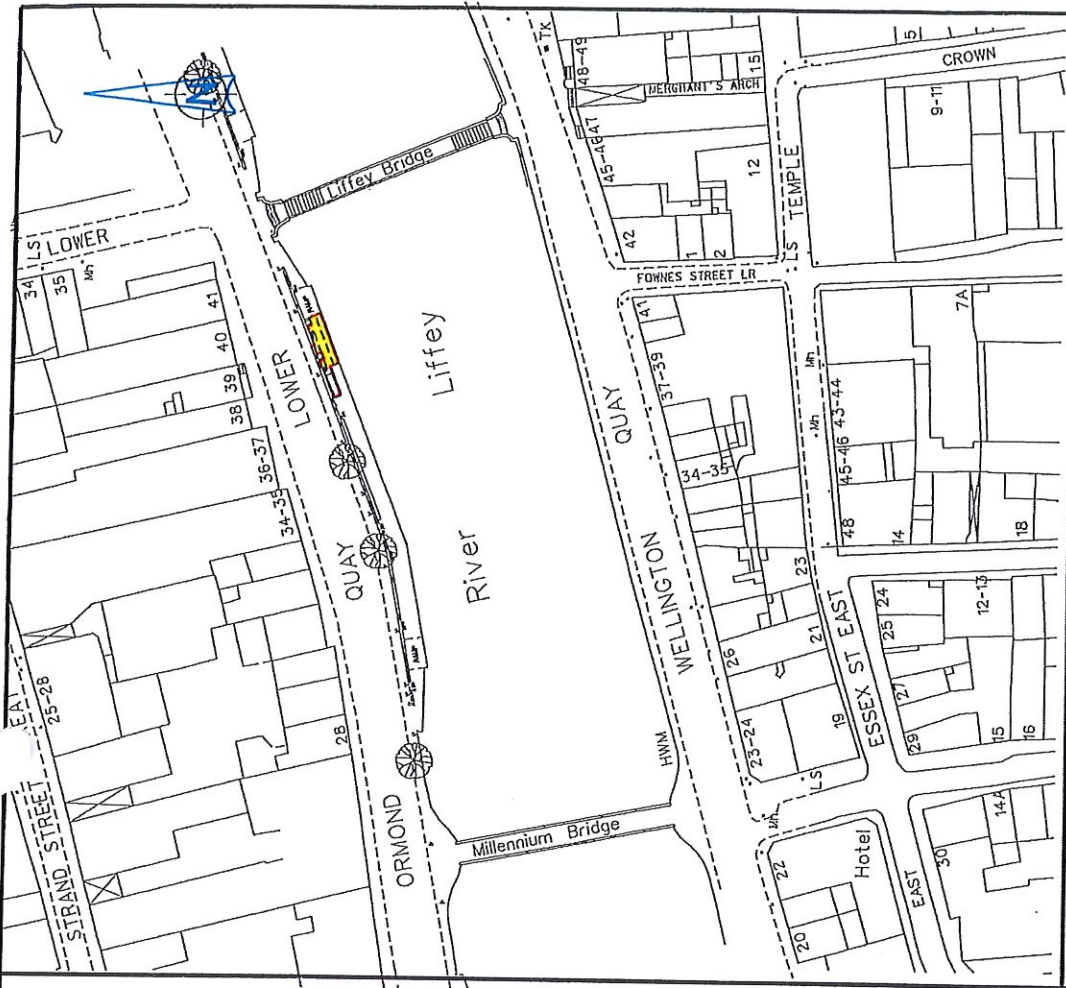 N
LS
LOWER
34
35
Mh
41
40
39
38
36-37
34-35
28
LOWER
QUAY
ORMOND
25-28
STRAND STREET
Liffey Bridge
River
Liffey
Millennium Bridge
HWM
WELLINGTON
QUAY
TK
48-49
MERCHANT'S ARCH
15
45-46
47
12
42
1
2
FOWNES STREET LR
LS
TEMPLE
CROWN
5
9-11
41
37-39
34-35
Mh
Mh
7A
43-44
45-46
48
14
18
23
21
26
23-24
19
ESSEX ST EAST
24
25
27
29
12-13
15
16
LS
Mh
22
20
Hotel
EAST
30
14A